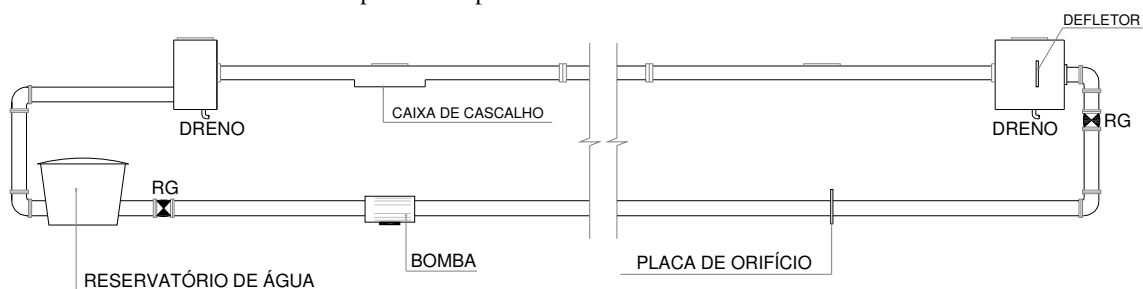 DEFLETOR
CAIXA DE CASCALHO
DRENO
DRENO
RG
RG
BOMBA
PLACA DE ORIFÍCIO
RESERVATÓRIO DE ÁGUA